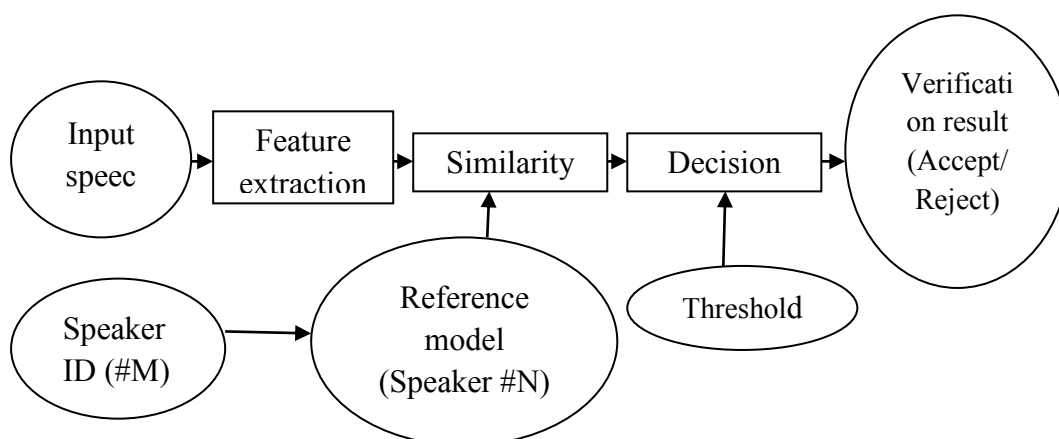 Input
speec
Feature
extraction
Similarity
Decision
Verificati
on result
(Accept/
Reject)
Speaker
ID (#M)
Reference
model
(Speaker #N)
Threshold